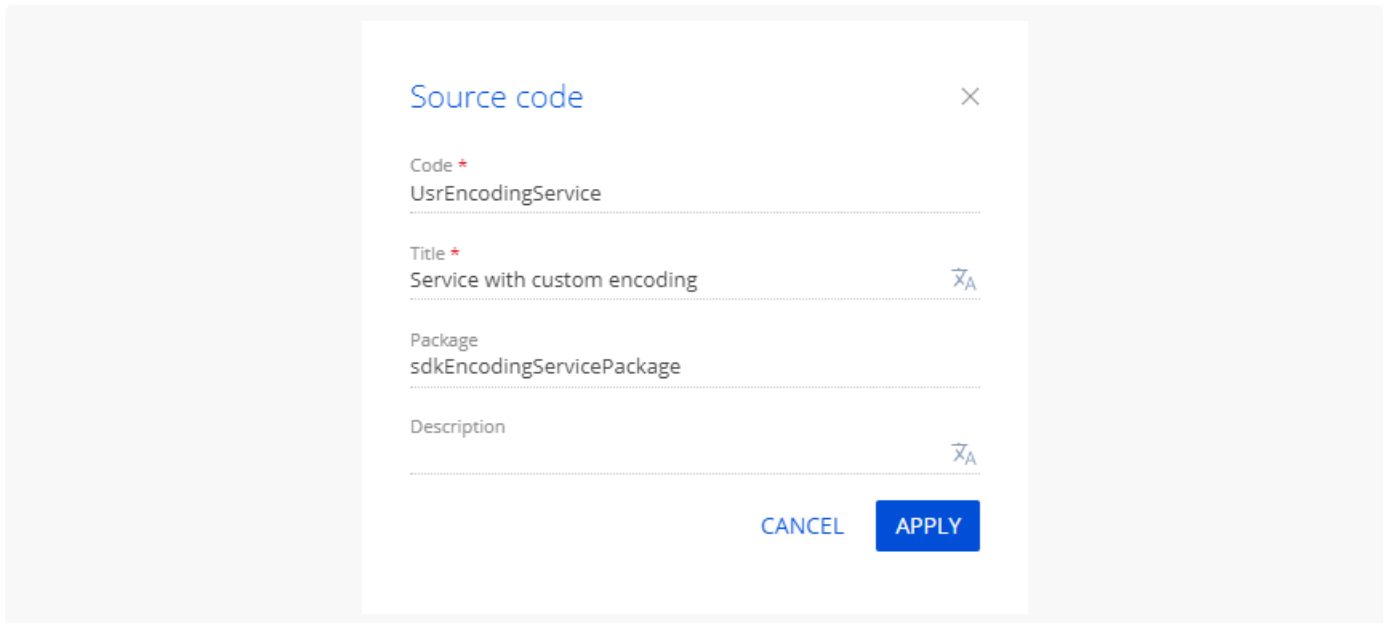 Source code
Code *
UsrEncodingService
Title *
Service with custom encoding
Package
sdkEncodingServicePackage
Description
CANCEL APPLY